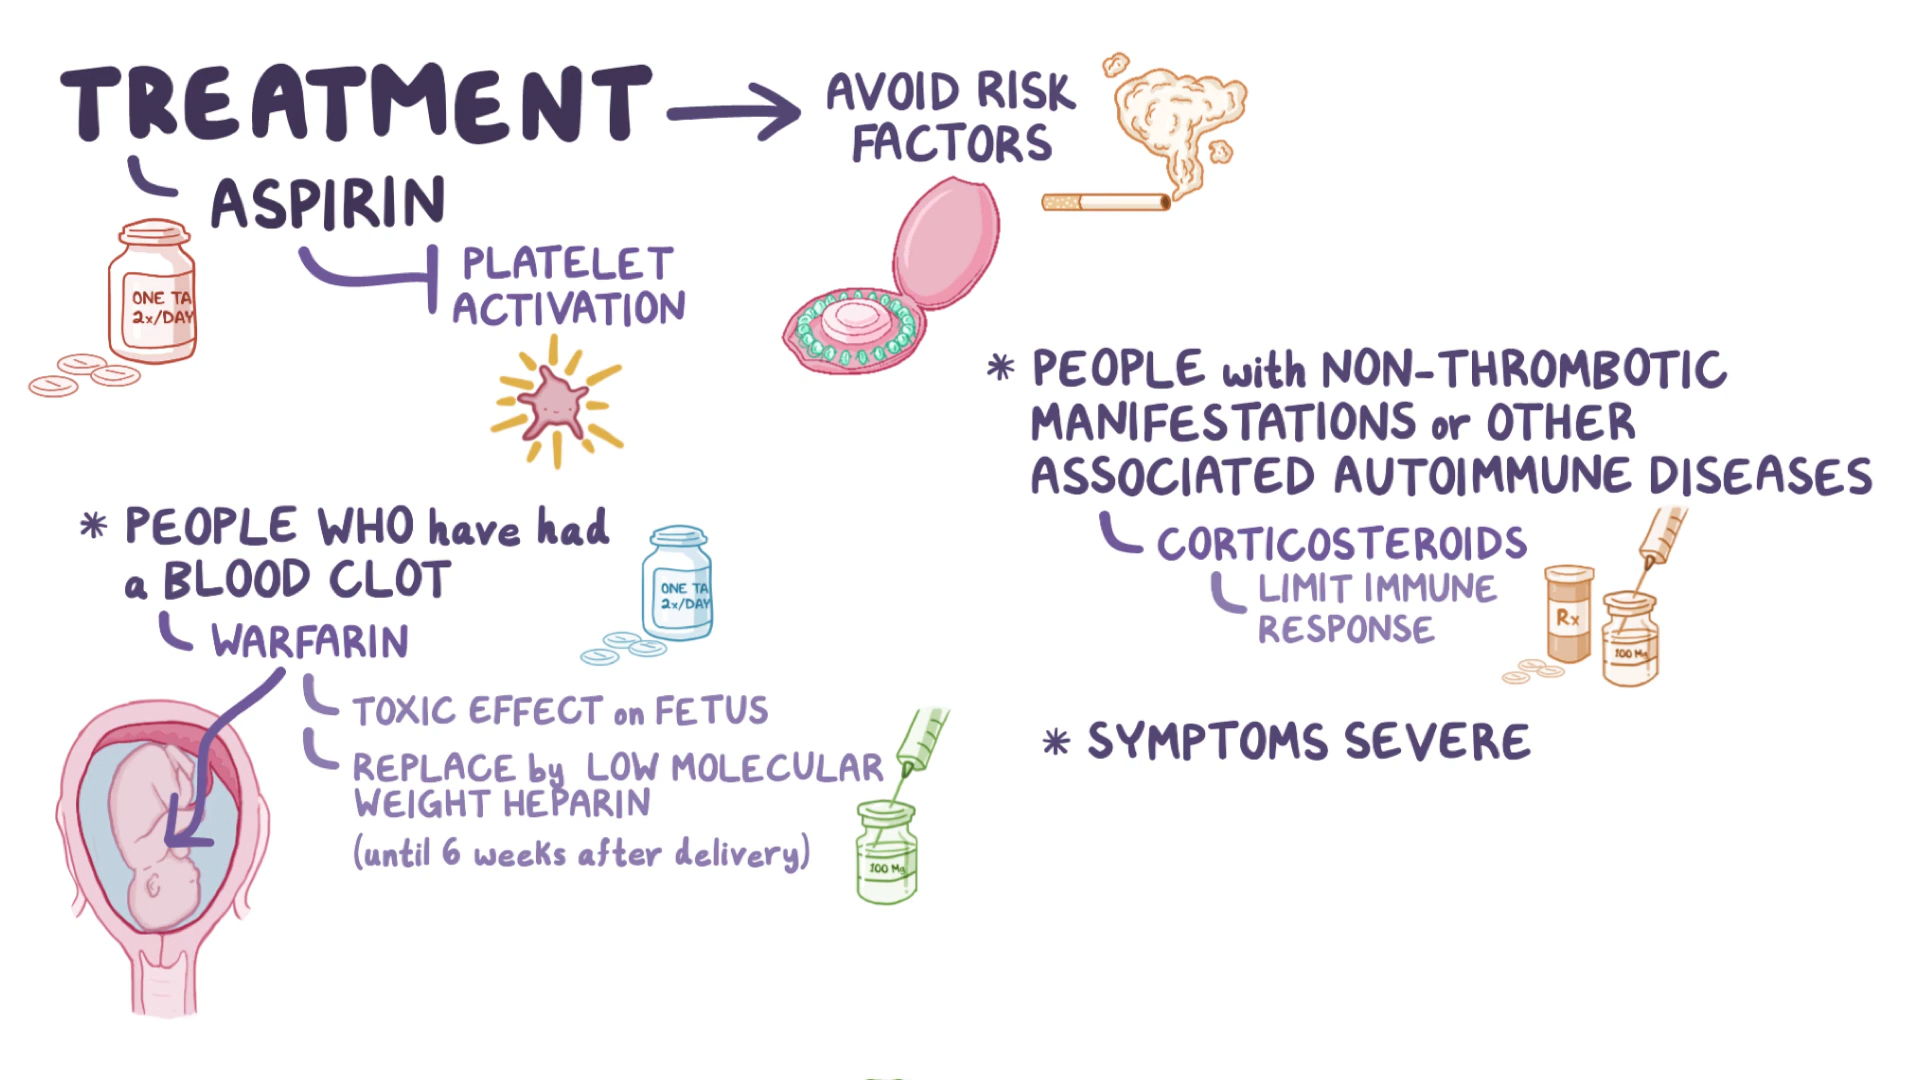 TREATMENT
AVOID RISK
FACTORS
ASPIRIN
PLATELET
ACTIVATION
ONE TA
2x/DAY
* PEOPLE WHO have had
a BLOOD CLOT
WARFARIN
ONE TA
2x/DAY
TOXIC EFFECT on FETUS
REPLACE by LOW MOLECULAR
WEIGHT HEPARIN
(until 6 weeks after delivery)
100 Mg
* PEOPLE with NON-THROMBOTIC
MANIFESTATIONS or OTHER
ASSOCIATED AUTOIMMUNE DISEASES
CORTICOSTEROIDS
LIMIT IMMUNE
RESPONSE
Rx
100 Mg
* SYMPTOMS SEVERE